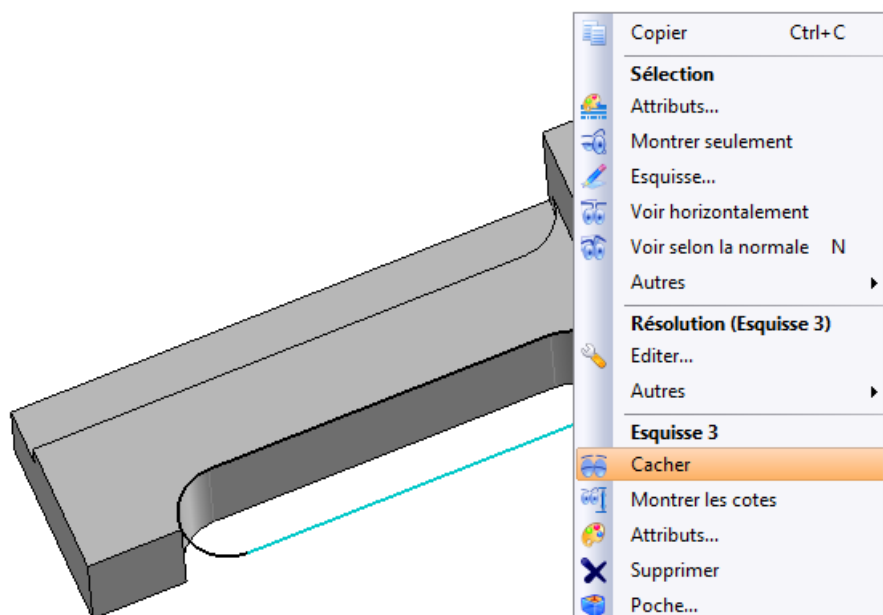 Copier Ctrl+C
Sélection
Attributs...
Montrer seulement
Esquisse...
Voir horizontalement
Voir selon la normale N
Autres
Résolution (Esquisse 3)
Editer...
Autres
Esquisse 3
Cacher
Montrer les cotes
Attributs...
Supprimer
Poche...